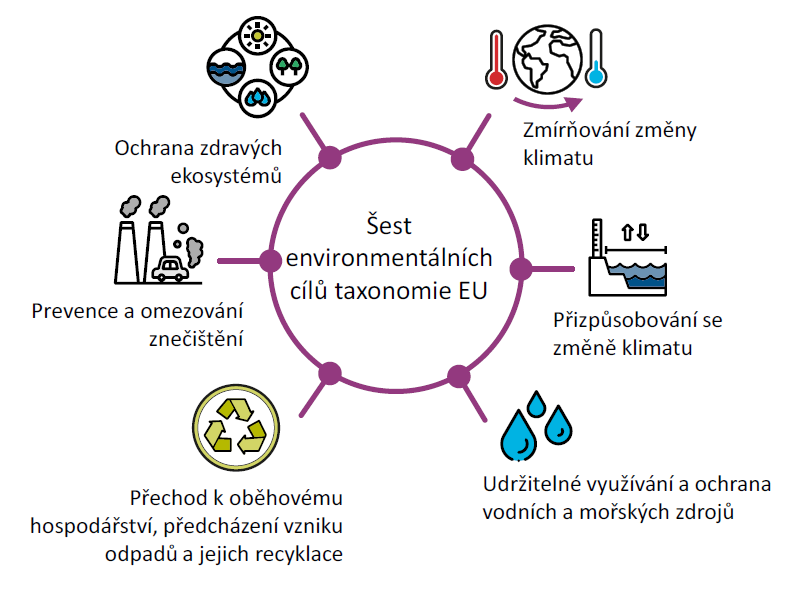 Šest
environmentálních
cílů taxonomie EU
Zmírňování změny
klimatu
Přizpůsobování se
změně klimatu
Udržitelné využívání a ochrana
vodních a mořských zdrojů
Přechod k oběhovému
hospodářství, předcházení vzniku
odpadů a jejich recyklace
Prevence a omezování
znečištění
Ochrana zdravých
ekosystémů